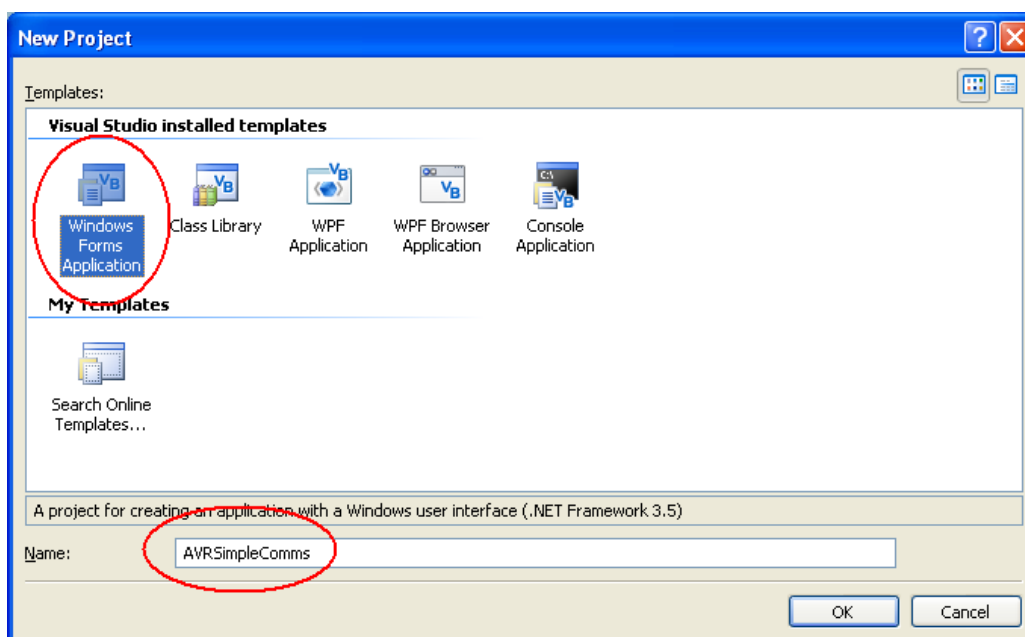 New Project
Templates:
Visual Studio installed templates
Windows Forms Application
Class Library
WPF Application
WPF Browser Application
Console Application
My Templates
Search Online Templates...
A project for creating an application with a Windows user interface (.NET Framework 3.5)
Name:
AVRSimpleComms
OK
Cancel